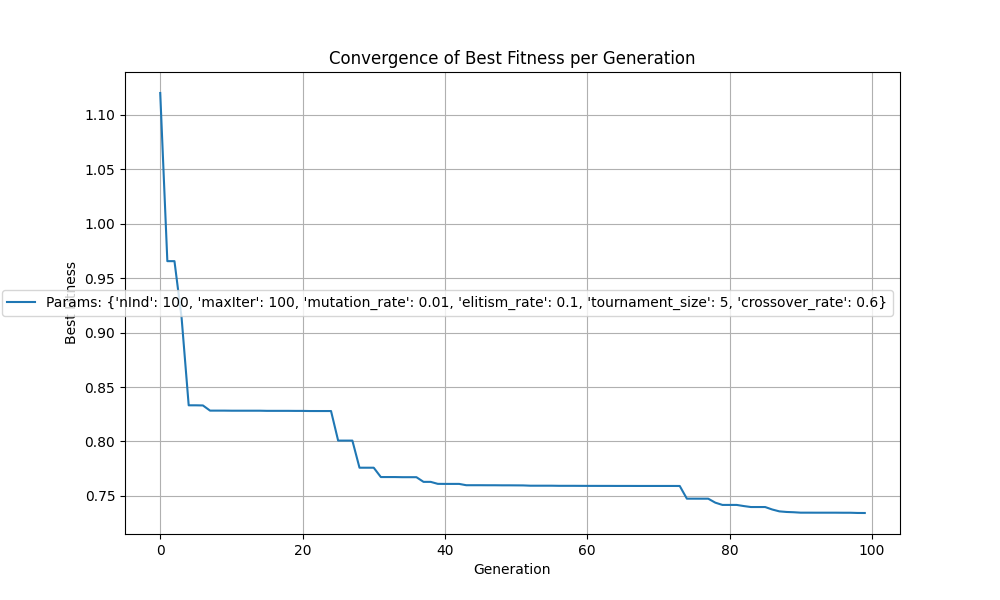 Convergence of Best Fitness per Generation
1.10
1.05
1.00
0.95
0.90
0.85
0.80
0.75
Best
Params: {'nInd': 100, 'maxIter': 100, 'mutation_rate': 0.01, 'elitism_rate': 0.1, 'tournament_size': 5, 'crossover_rate': 0.6}
0 20 40 60 80 100
Generation